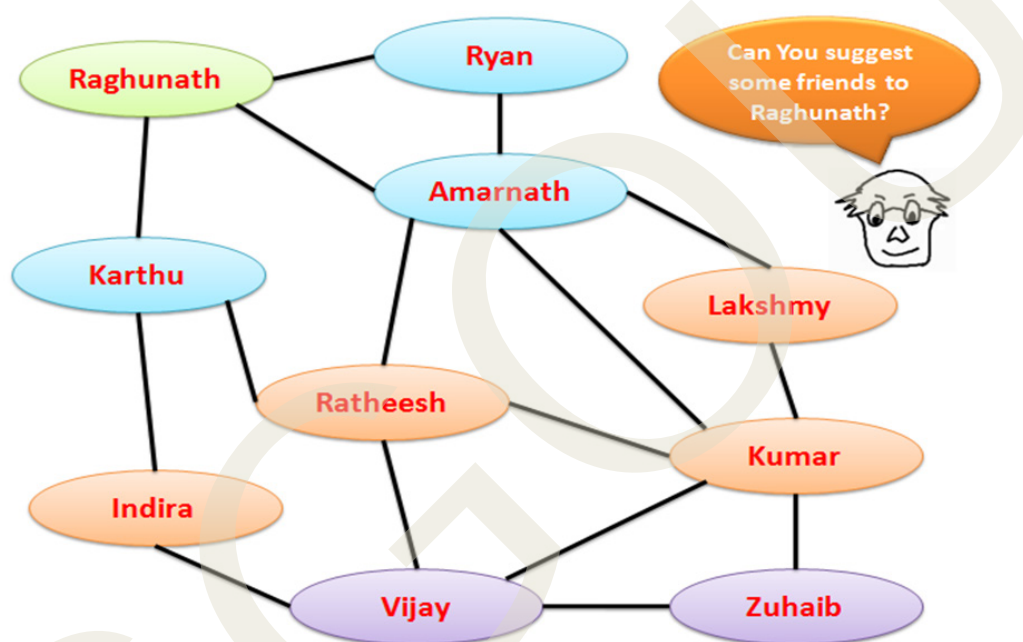 Raghunath
Ryan
Can You suggest
some friends to
Raghunath?
Amarnath
Karthu
Lakshmy
Ratheesh
Kumar
Indira
Vijay
Zuhaib